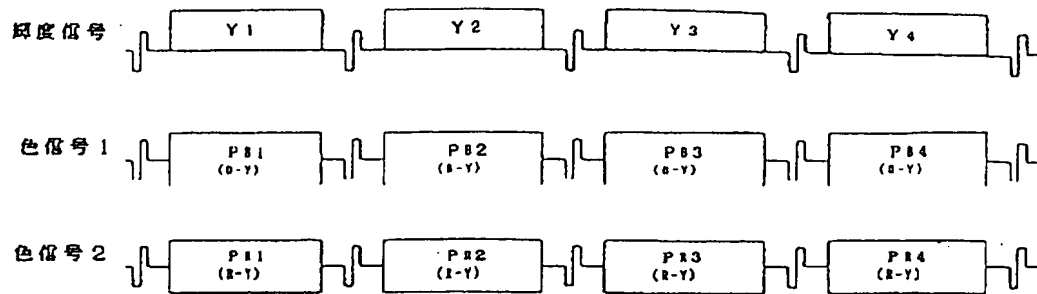 輝度信号 Y1 Y2 Y3 Y4
色信号1 PB1 PB2 PB3 PB4
(B-Y) (B-Y) (B-Y) (B-Y)
色信号2 PR1 PR2 PR3 PR4
(R-Y) (R-Y) (R-Y) (R-Y)